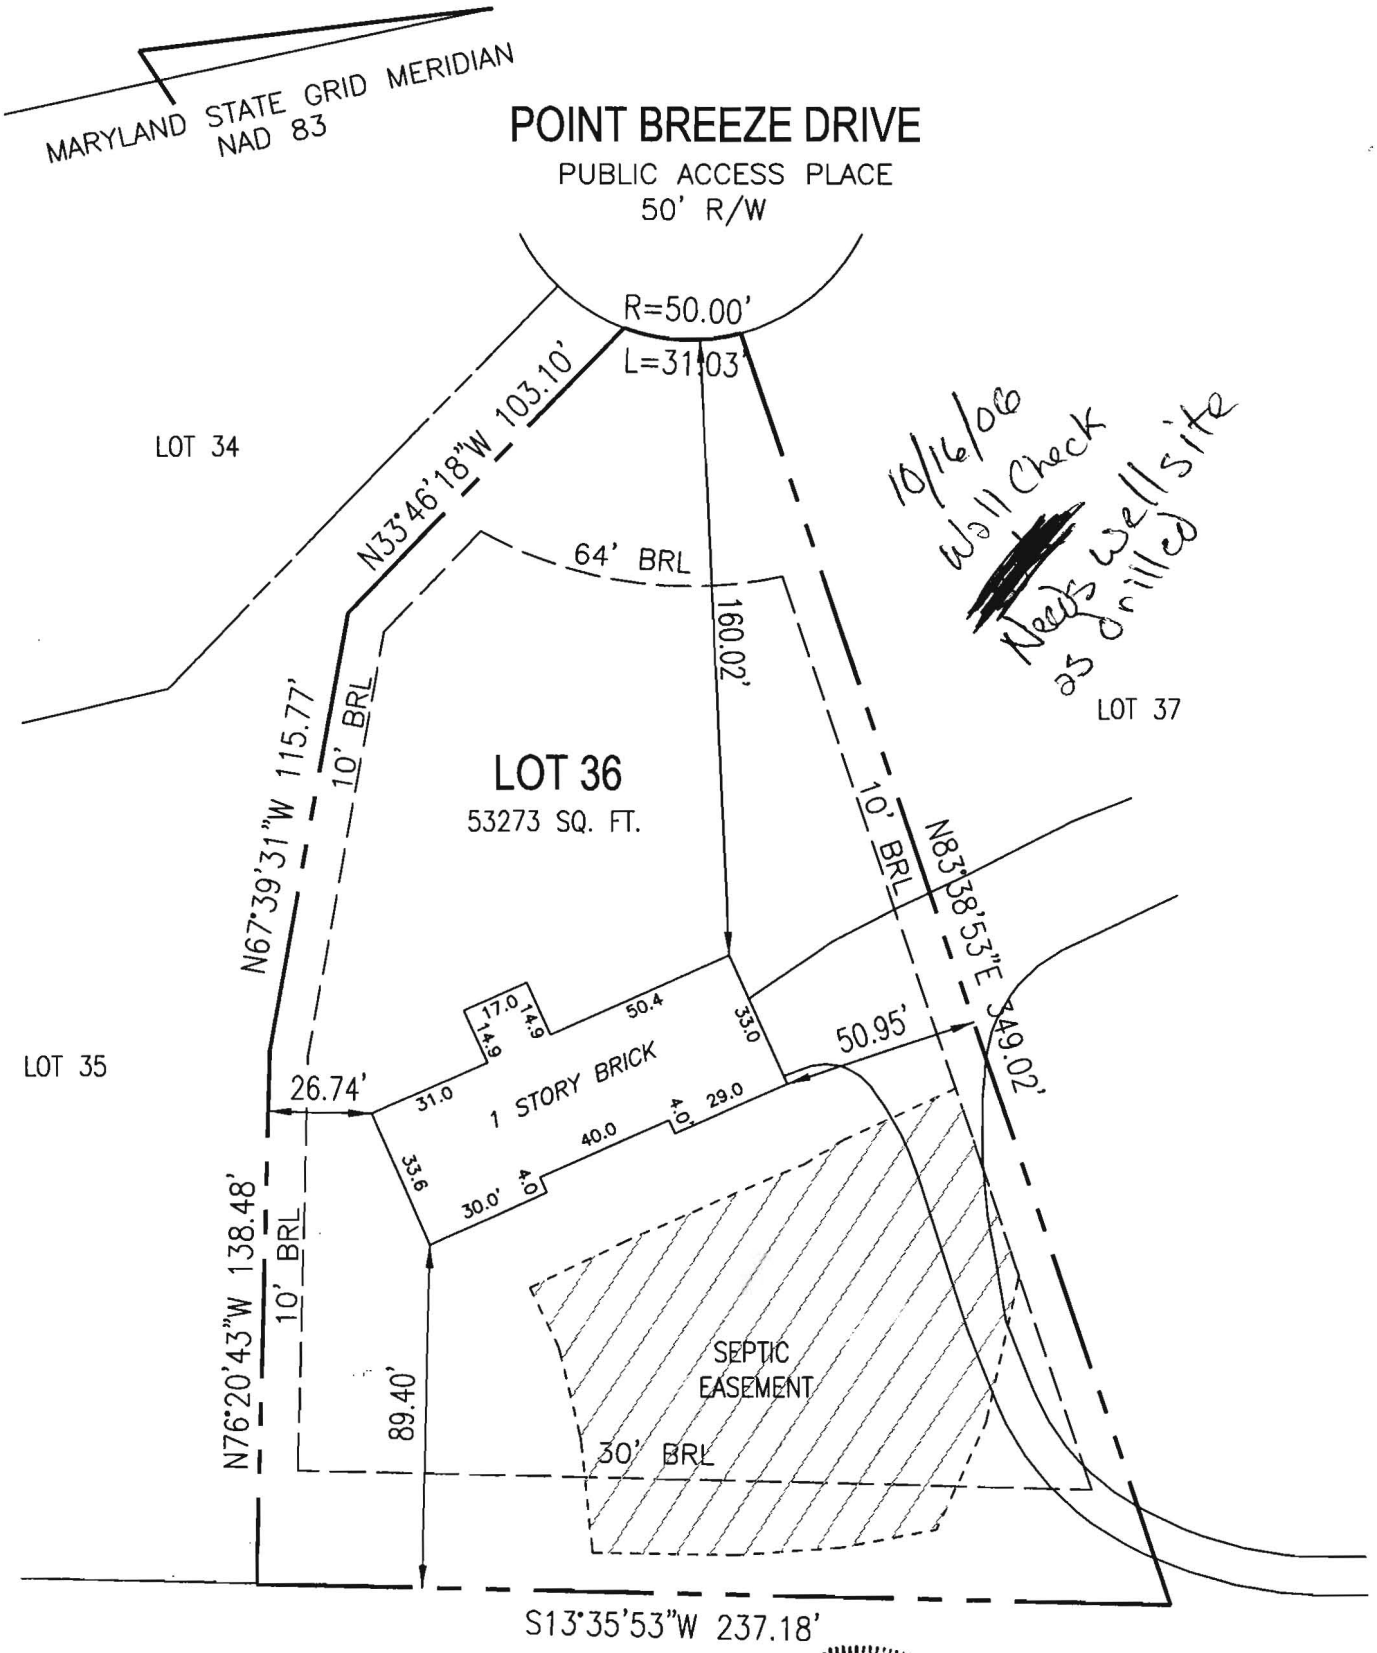 MARYLAND STATE GRID MERIDIAN
NAD 83
POINT BREEZE DRIVE
PUBLIC ACCESS PLACE
50' R/W
R=50.00'
L=31.03'
N33°46'18"W 103.10'
LOT 34
10/16/06
Wall Check
Needs well site
as drilled
LOT 37
64' BRL
160.02'
N67°39'31"W 115.77'
10' BRL
LOT 36
53273 SQ. FT.
10' BRL
N83°38'53"E 349.02'
LOT 35
26.74'
17.0
14.9
14.9
50.4
33.0
50.95'
31.0
1 STORY BRICK
33.6
30.0'
4.0
40.0
4.0'
29.0
N76°20'43"W 138.48'
10' BRL
89.40'
SEPTIC
EASEMENT
30' BRL
S13°35'53"W 237.18'